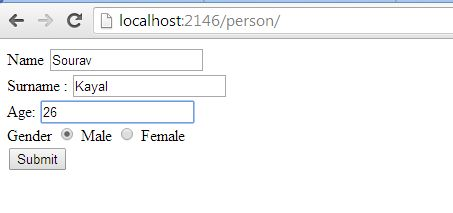 localhost:2146/person/
Name Sourav
Surname : Kayal
Age: 26
Gender Male Female
Submit